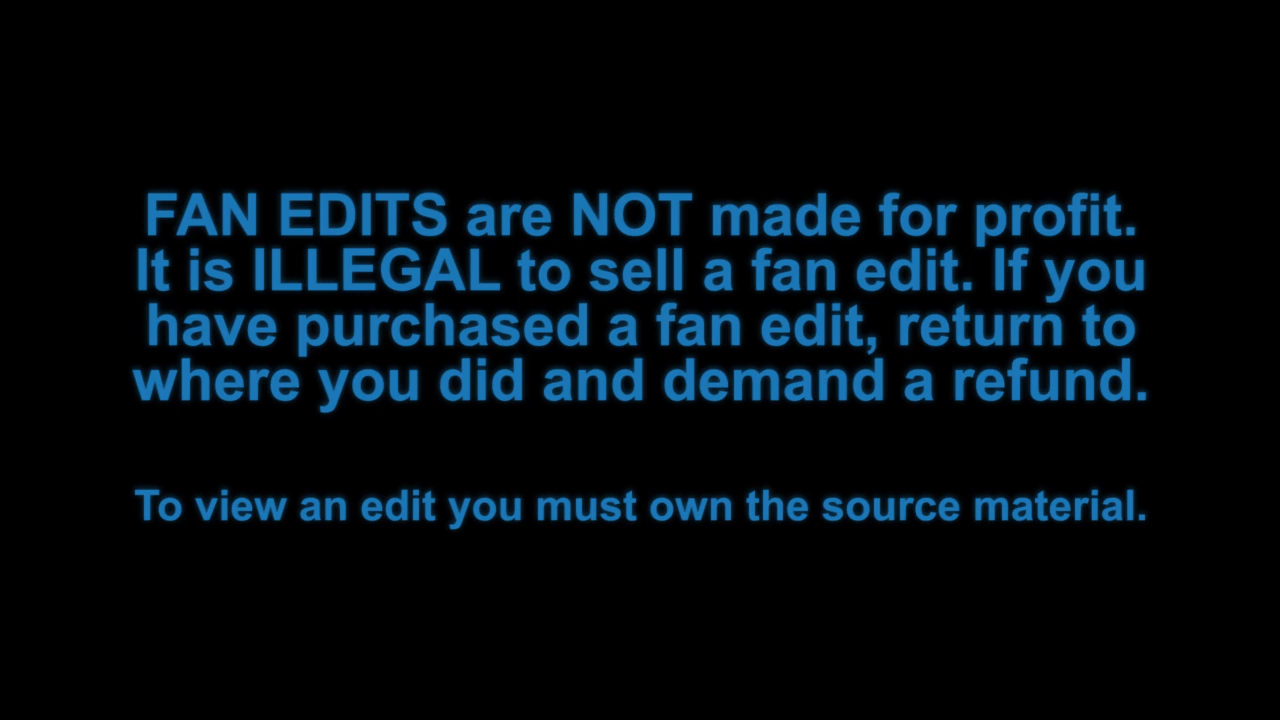 FAN EDITS are NOT made for profit.
It is ILLEGAL to sell a fan edit. If you
have purchased a fan edit, return to
where you did and demand a refund.
To view an edit you must own the source material.